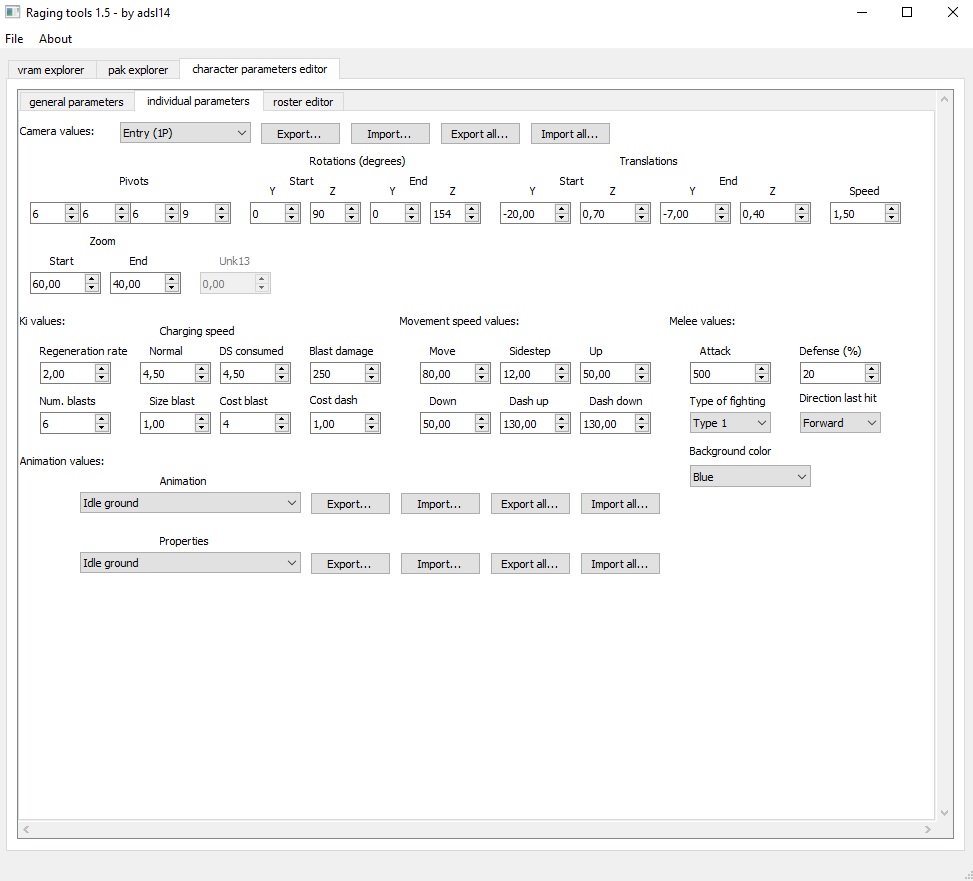 Raging tools 1.5 - by adsl14
File About
vram explorer pak explorer character parameters editor
general parameters individual parameters roster editor
Camera values: Entry (1P) Export... Import... Export all... Import all...
Rotations (degrees) Translations
Pivots Start End Start End
Y Z Y Z Y Z Y Z Speed
6 6 6 9 0 90 0 154 -20,00 0,70 -7,00 0,40 1,50
Zoom
Start End Unk13
60,00 40,00 0,00
Ki values: Movement speed values: Melee values:
Charging speed
Regeneration rate Normal DS consumed Blast damage Move Sidestep Up Attack Defense (%)
2,00 4,50 4,50 250 80,00 12,00 50,00 500 20
Num. blasts Size blast Cost blast Cost dash Down Dash up Dash down Type of fighting Direction last hit
6 1,00 4 1,00 50,00 130,00 130,00 Type 1 Forward
Background color
Animation values:
Blue
Animation
Idle ground Export... Import... Export all... Import all...
Properties
Idle ground Export... Import... Export all... Import all...